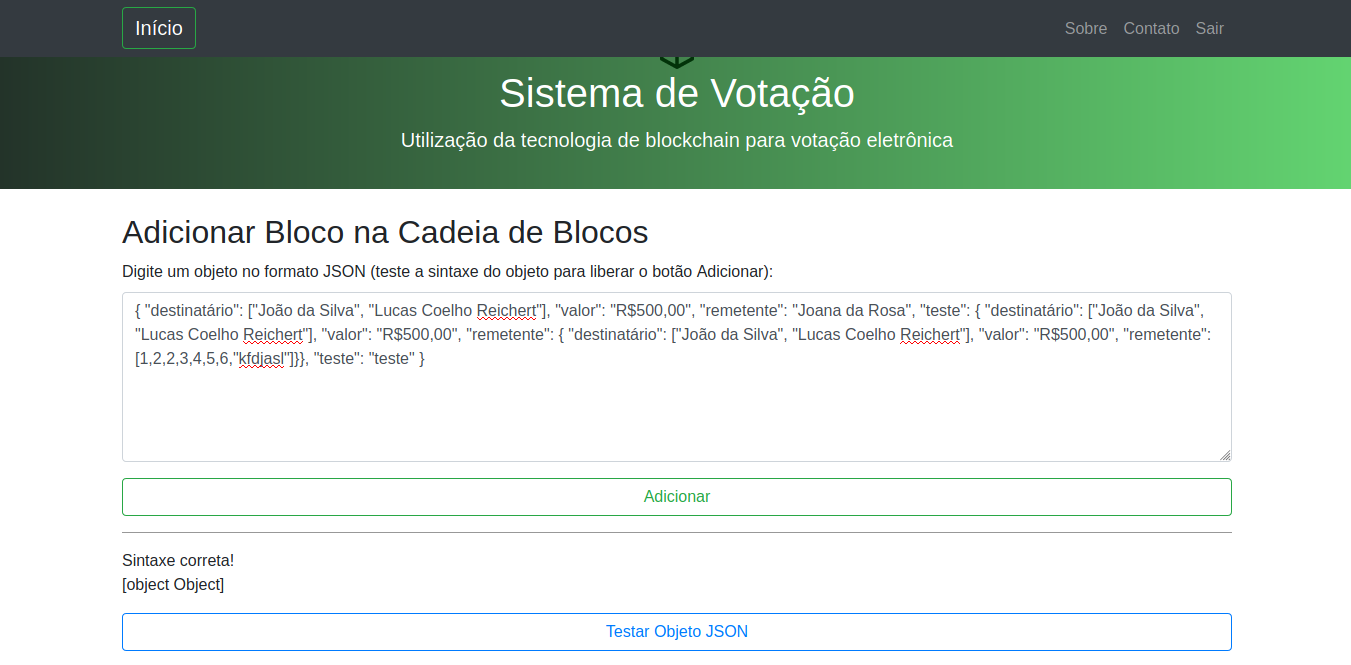 Início
Sobre Contato Sair
Sistema de Votação
Utilização da tecnologia de blockchain para votação eletrônica
Adicionar Bloco na Cadeia de Blocos
Digite um objeto no formato JSON (teste a sintaxe do objeto para liberar o botão Adicionar):
{ "destinatário": ["João da Silva", "Lucas Coelho Reichert"], "valor": "R$500,00", "remetente": "Joana da Rosa", "teste": { "destinatário": ["João da Silva",
"Lucas Coelho Reichert"], "valor": "R$500,00", "remetente": { "destinatário": ["João da Silva", "Lucas Coelho Reichert"], "valor": "R$500,00", "remetente":
[1,2,2,3,4,5,6,"kfdjasl"]}}, "teste": "teste" }
Adicionar
Sintaxe correta!
[object Object]
Testar Objeto JSON